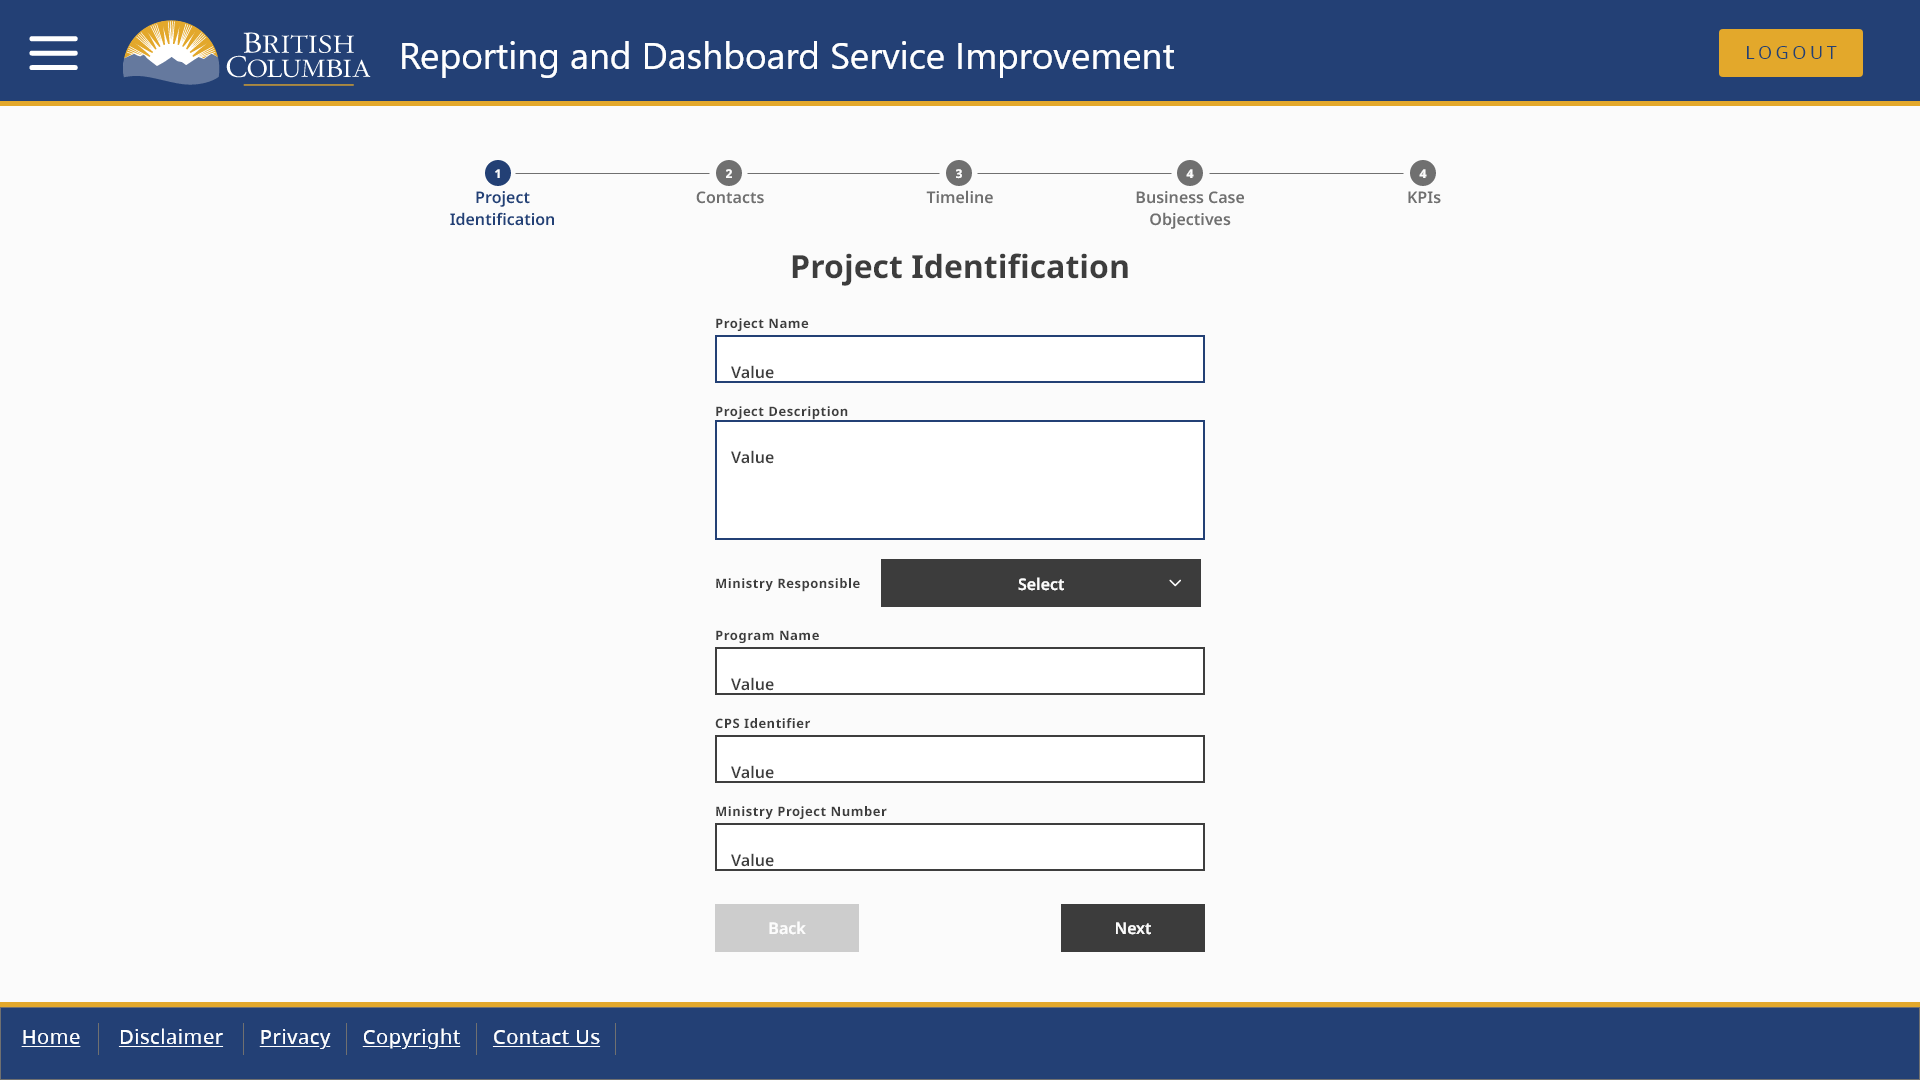 BRITISH
COLUMBIA
Reporting and Dashboard Service Improvement
LOGOUT
1
2
3
4
4
Project
Identification
Contacts
Timeline
Business Case
Objectives
KPIs
Project Identification
Project Name
Value
Project Description
Value
Ministry Responsible
Select
Program Name
Value
CPS Identifier
Value
Ministry Project Number
Value
Back
Next
Home
Disclaimer
Privacy
Copyright
Contact Us